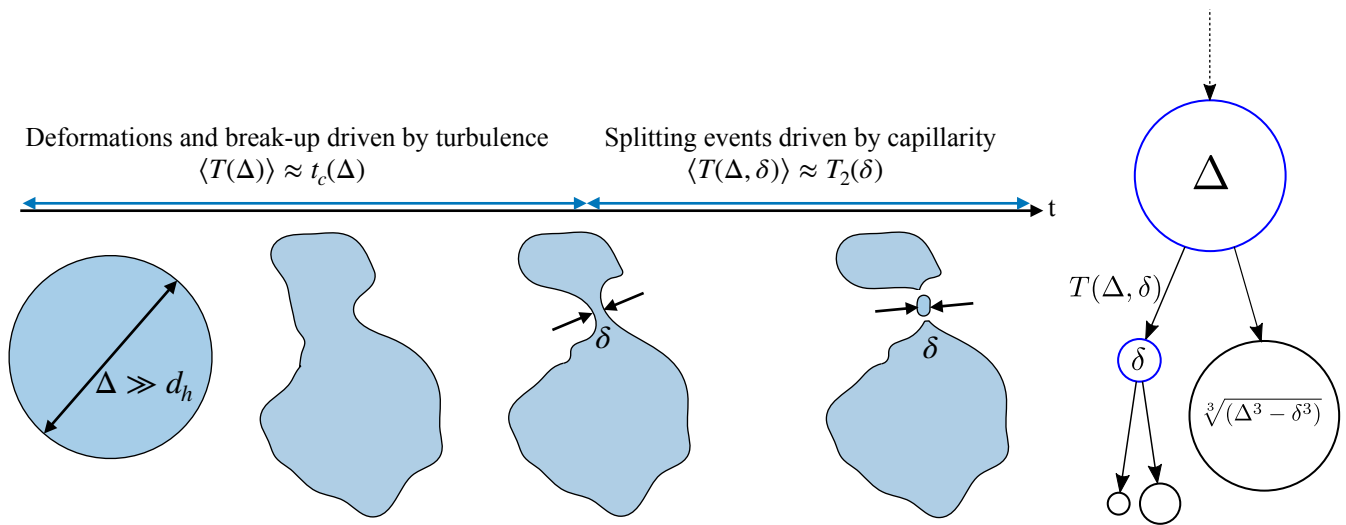 Deformations and break-up driven by turbulence
⟨T(Δ)⟩ ≈ t_c(Δ)
Splitting events driven by capillarity
⟨T(Δ, δ)⟩ ≈ T_2(δ)
t
Δ ≫ d_h
δ
δ
Δ
T(Δ, δ)
δ
∛(Δ³ − δ³)